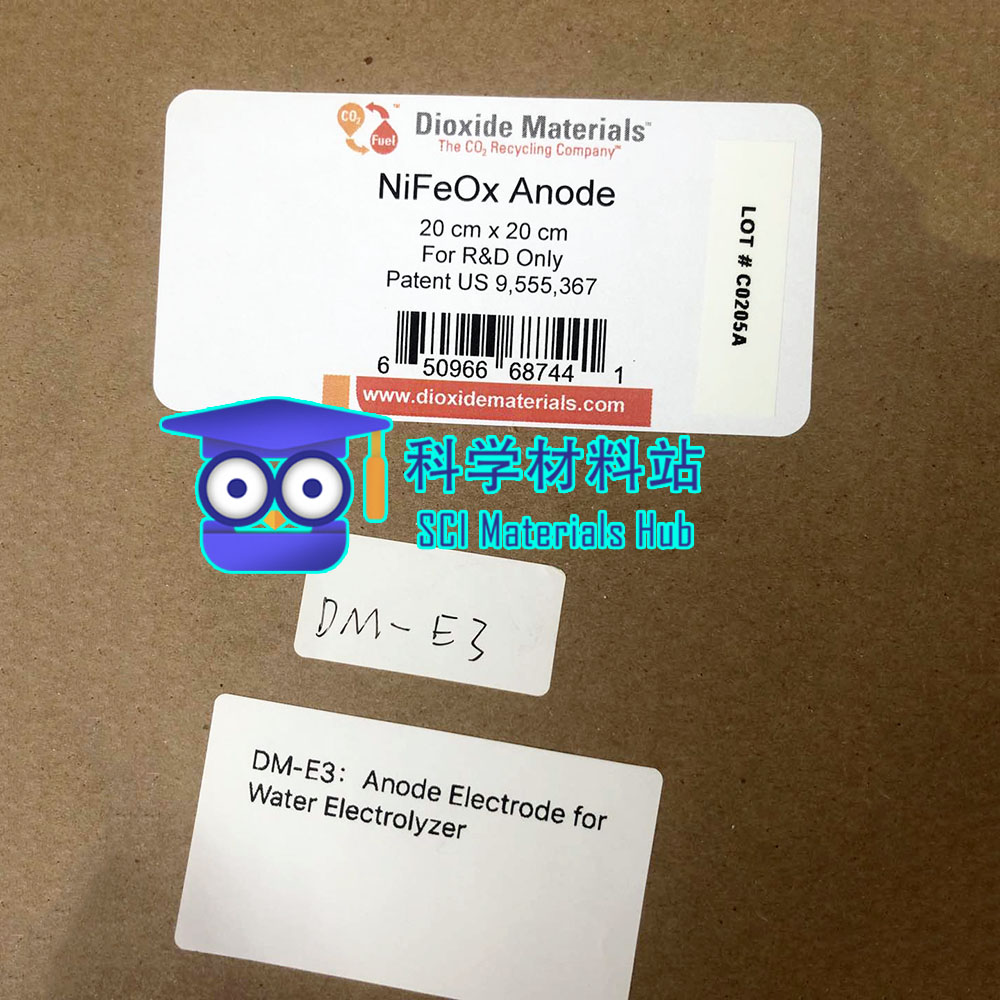 CO₂
Fuel
™
Dioxide Materials™
The CO₂ Recycling Company™
NiFeOx Anode
20 cm x 20 cm
For R&D Only
Patent US 9,555,367
6 50966 68744 1
www.dioxidematerials.com
LOT # C0205A
科学材料站
SCI Materials Hub
DM-E3
DM-E3: Anode Electrode for
Water Electrolyzer